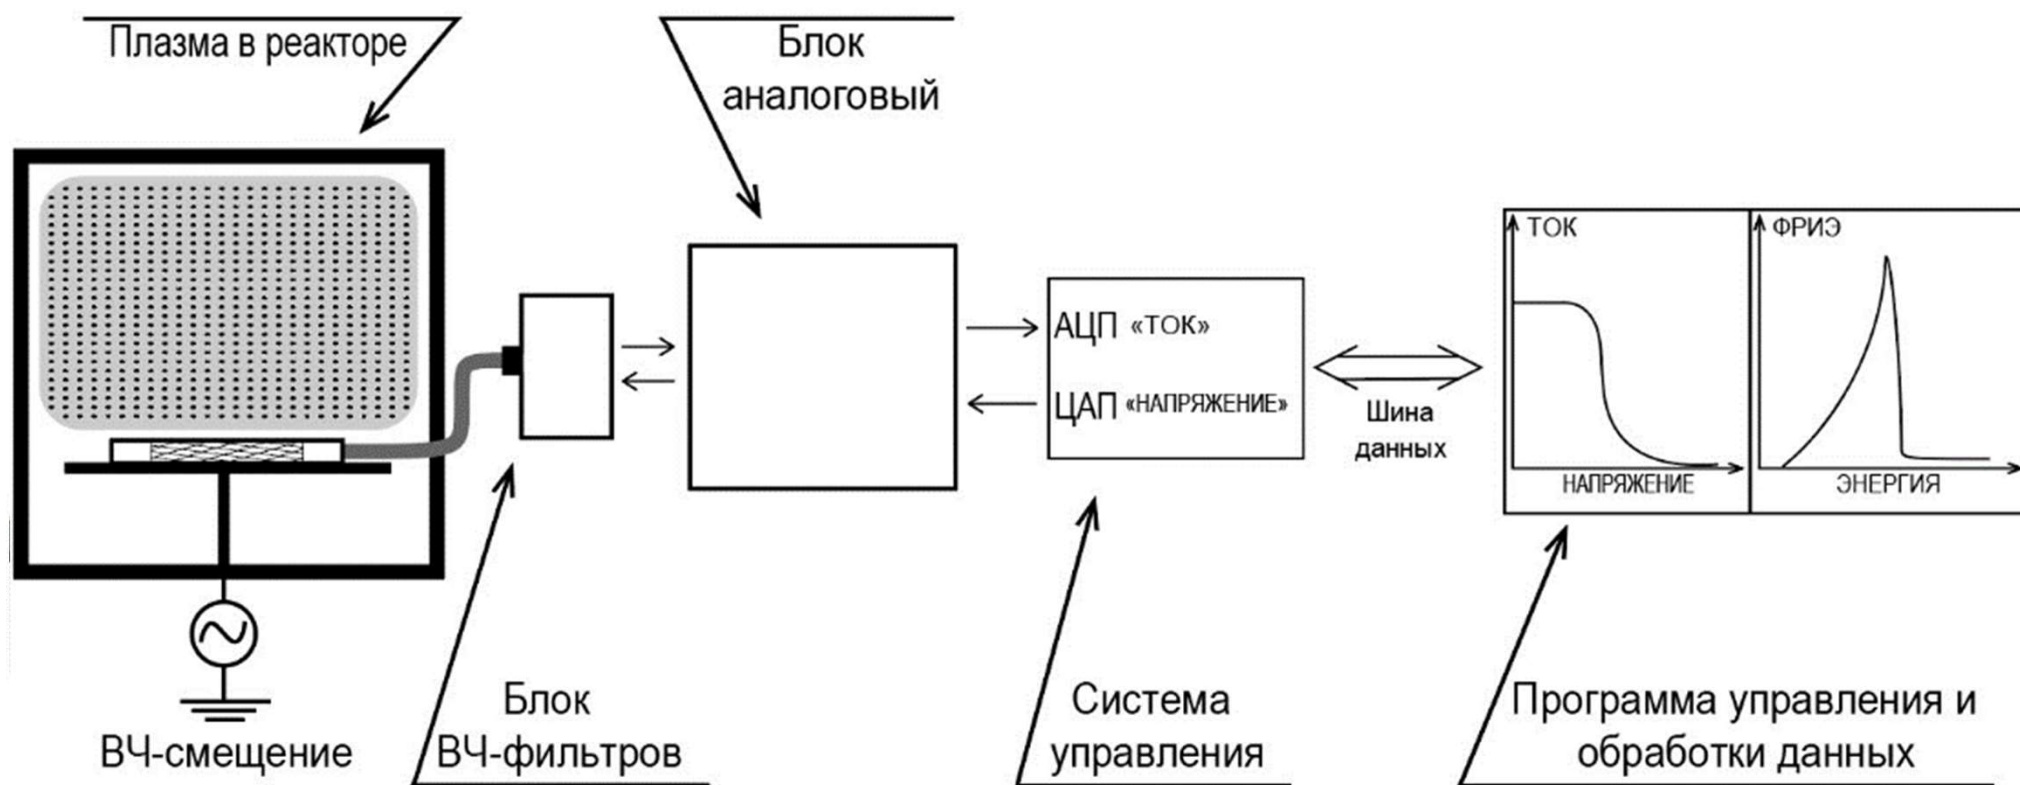 Плазма в реакторе
Блок
аналоговый
ТОК
ФРИЭ
АЦП «ТОК»
ЦАП «НАПРЯЖЕНИЕ»
Шина
данных
НАПРЯЖЕНИЕ
ЭНЕРГИЯ
ВЧ-смещение
Блок
ВЧ-фильтров
Система
управления
Программа управления и
обработки данных